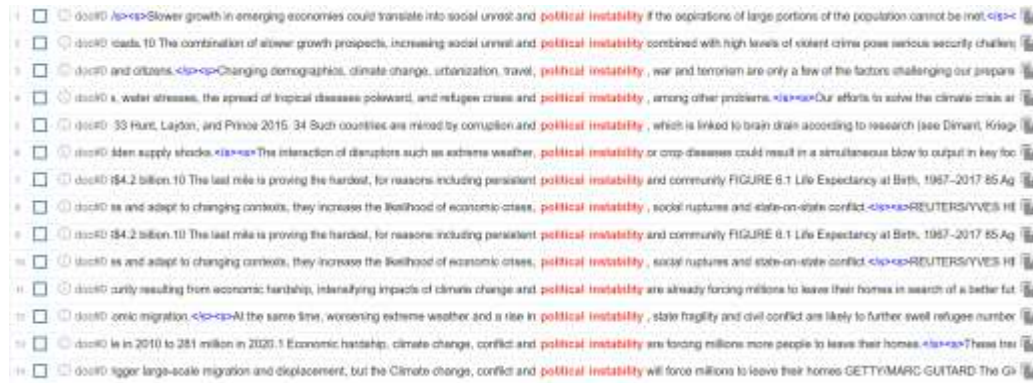 1 doc#0 /s><s>Slower growth in emerging economies could translate into social unrest and political instability if the aspirations of large portions of the population cannot be met.</s><
2 doc#0 roads.10 The combination of slower growth prospects, increasing social unrest and political instability combined with high levels of violent crime pose serious security challeng
3 doc#0 and citizens.</s><s>Changing demographics, climate change, urbanization, travel, political instability , war and terrorism are only a few of the factors challenging our prepare
4 doc#0 s, water stresses, the spread of tropical diseases poleward, and refugee crises and political instability , among other problems.</s><s>Our efforts to solve the climate crisis ar
5 doc#0 33 Hunt, Layton, and Prince 2015. 34 Such countries are mired by corruption and political instability , which is linked to brain drain according to research (see Dimant, Krieg
6 doc#0 dden supply shocks.</s><s>The interaction of disruptors such as extreme weather, political instability or crop diseases could result in a simultaneous blow to output in key foc
7 doc#0 I$4.2 billion.10 The last mile is proving the hardest, for reasons including persistent political instability and community FIGURE 6.1 Life Expectancy at Birth, 1967–2017 85 Ag
8 doc#0 es and adapt to changing contexts, they increase the likelihood of economic crises, political instability , social ruptures and state-on-state conflict.</s><s>REUTERS/YVES HE
9 doc#0 I$4.2 billion.10 The last mile is proving the hardest, for reasons including persistent political instability and community FIGURE 6.1 Life Expectancy at Birth, 1967–2017 85 Ag
10 doc#0 es and adapt to changing contexts, they increase the likelihood of economic crises, political instability , social ruptures and state-on-state conflict.</s><s>REUTERS/YVES HE
11 doc#0 curity resulting from economic hardship, intensifying impacts of climate change and political instability are already forcing millions to leave their homes in search of a better fut
12 doc#0 omic migration.</s><s>At the same time, worsening extreme weather and a rise in political instability , state fragility and civil conflict are likely to further swell refugee number
13 doc#0 le in 2010 to 281 million in 2020.1 Economic hardship, climate change, conflict and political instability are forcing millions more people to leave their homes.</s><s>These trer
14 doc#0 igger large-scale migration and displacement, but the Climate change, conflict and political instability will force millions to leave their homes GETTY/MARC GUITARD The Gl